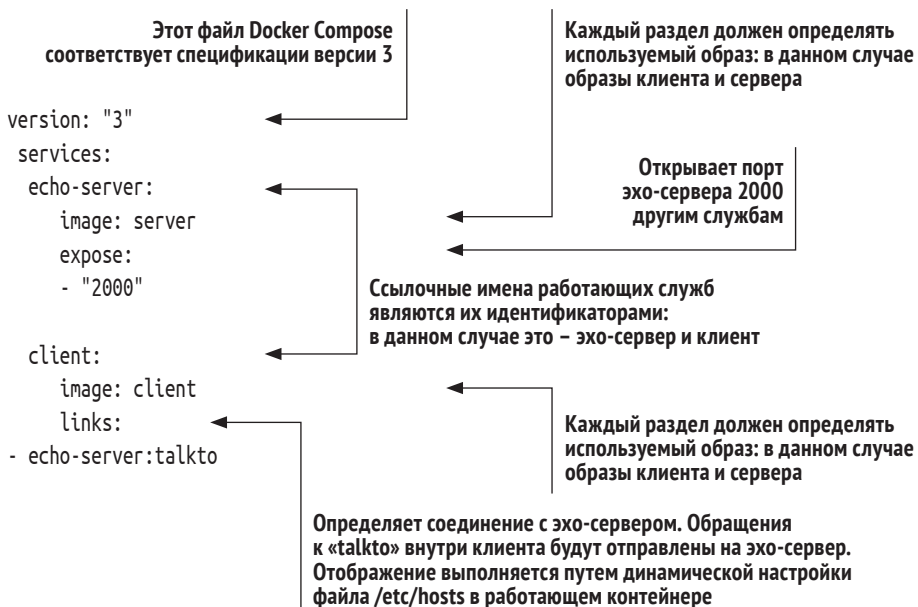 Этот файл Docker Compose
соответствует спецификации версии 3
Каждый раздел должен определять
используемый образ: в данном случае
образы клиента и сервера
version: "3"
services:
echo-server:
image: server
expose:
- "2000"
Открывает порт
эхо-сервера 2000
другим службам
Ссылочные имена работающих служб
являются их идентификаторами:
в данном случае это – эхо-сервер и клиент
client:
image: client
links:
- echo-server:talkto
Каждый раздел должен определять
используемый образ: в данном случае
образы клиента и сервера
Определяет соединение с эхо-сервером. Обращения
к «talkto» внутри клиента будут отправлены на эхо-сервер.
Отображение выполняется путем динамической настройки
файла /etc/hosts в работающем контейнере